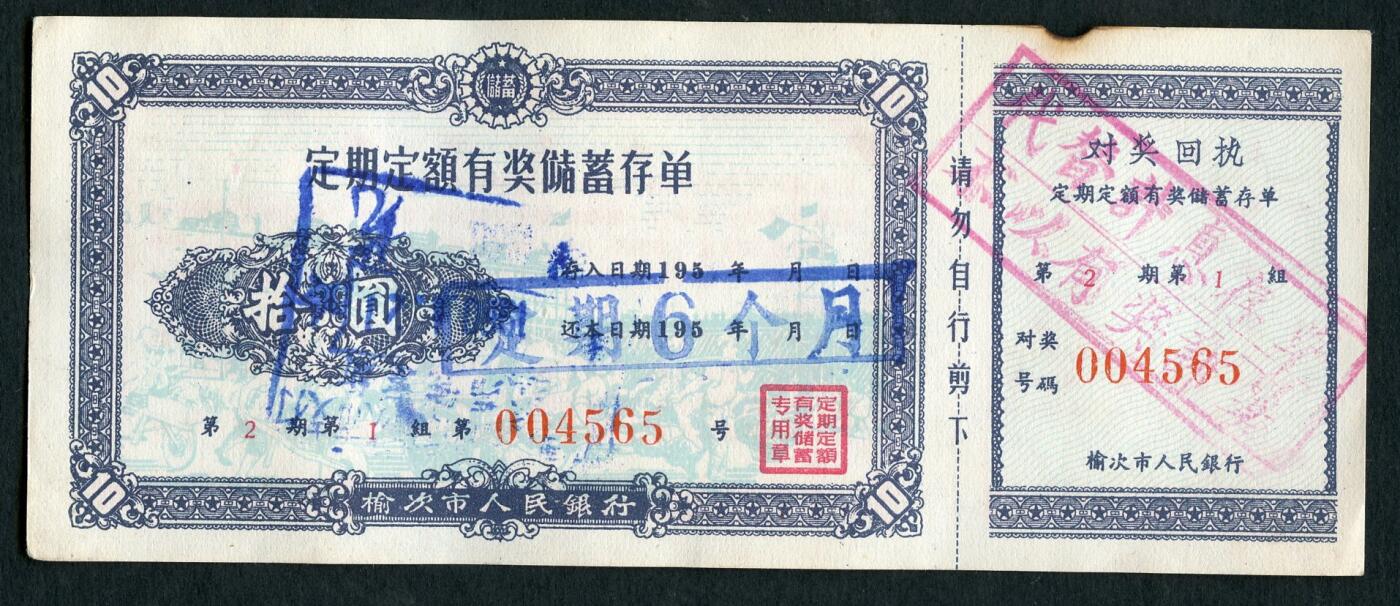 10
儲蓄
10
定期定額有奖儲蓄存单
拾圓
存入日期195 年 月 日
还本日期195 年 月 日
定期6个月
第 2 期第 1 組第 004565 号
定期定額
有奖儲蓄
专用章
10
榆次市人民銀行
10
请勿自行剪下
对奖回执
定期定額有奖儲蓄存单
第 2 期第 1 組
对奖
号碼
004565
榆次市人民銀行